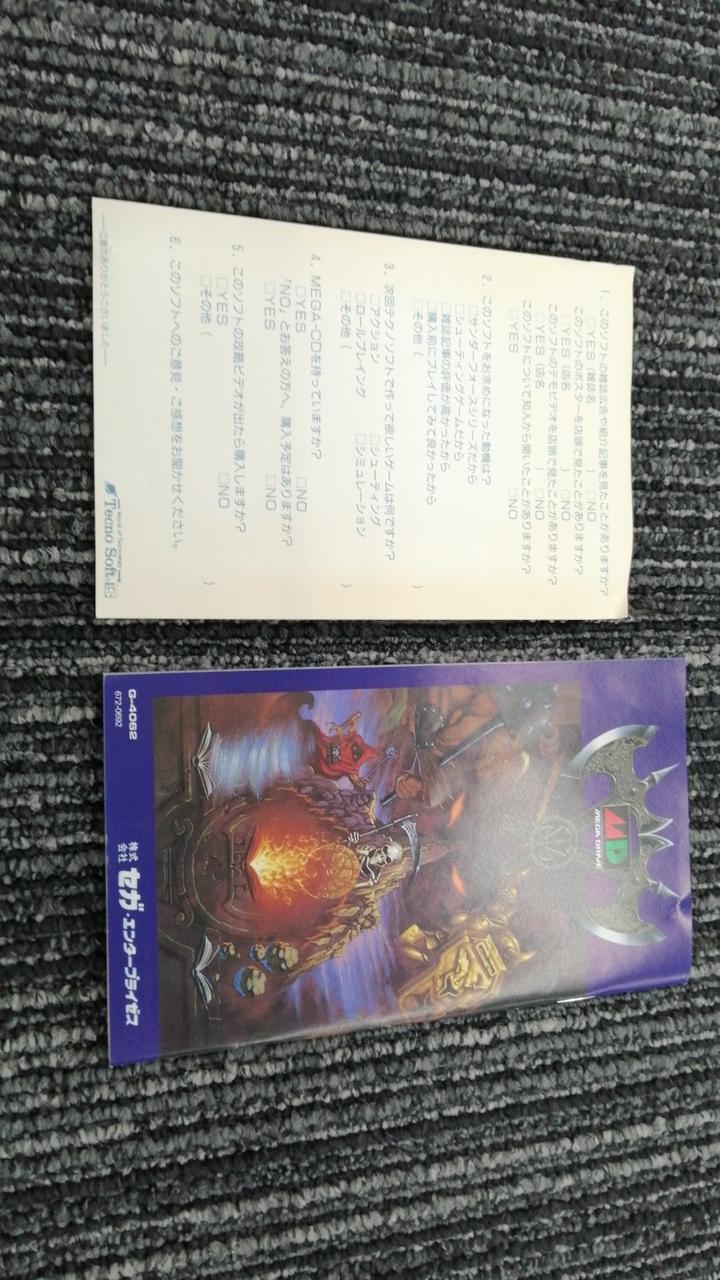 1. このソフトの雑誌広告や紹介記事を見たことがありますか?
□YES (雑誌名 ) □NO
このソフトのポスターを店頭で見たことがありますか?
□YES (店名 ) □NO
このソフトのデモビデオを店頭で見たことがありますか?
□YES (店名 ) □NO
このソフトについて知人から聞いたことがありますか?
□YES □NO
2. このソフトをお求めになった動機は?
□サンダーフォースシリーズだから
□シューティングゲームだから
□雑誌記事の評価が高かったから
□購入前にプレイしてみて良かったから
□その他 ( )
3. 次回テクノソフトで作って欲しいゲームは何ですか?
□アクション □シューティング
□ロールプレイング □シミュレーション
□その他 ( )
4. MEGA-CDを持っていますか?
□YES □NO
「NO」とお答えの方へ、購入予定はありますか?
□YES □NO
5. このソフトの攻略ビデオが出たら購入しますか?
□YES □NO
□その他 ( )
6. このソフトへのご意見・ご感想をお聞かせください。
――ご協力ありがとうございました――
World of Technology
Tecno Soft
MD
MEGA DRIVE
G-4062
672-0692
株式会社 セガ・エンタープライゼス